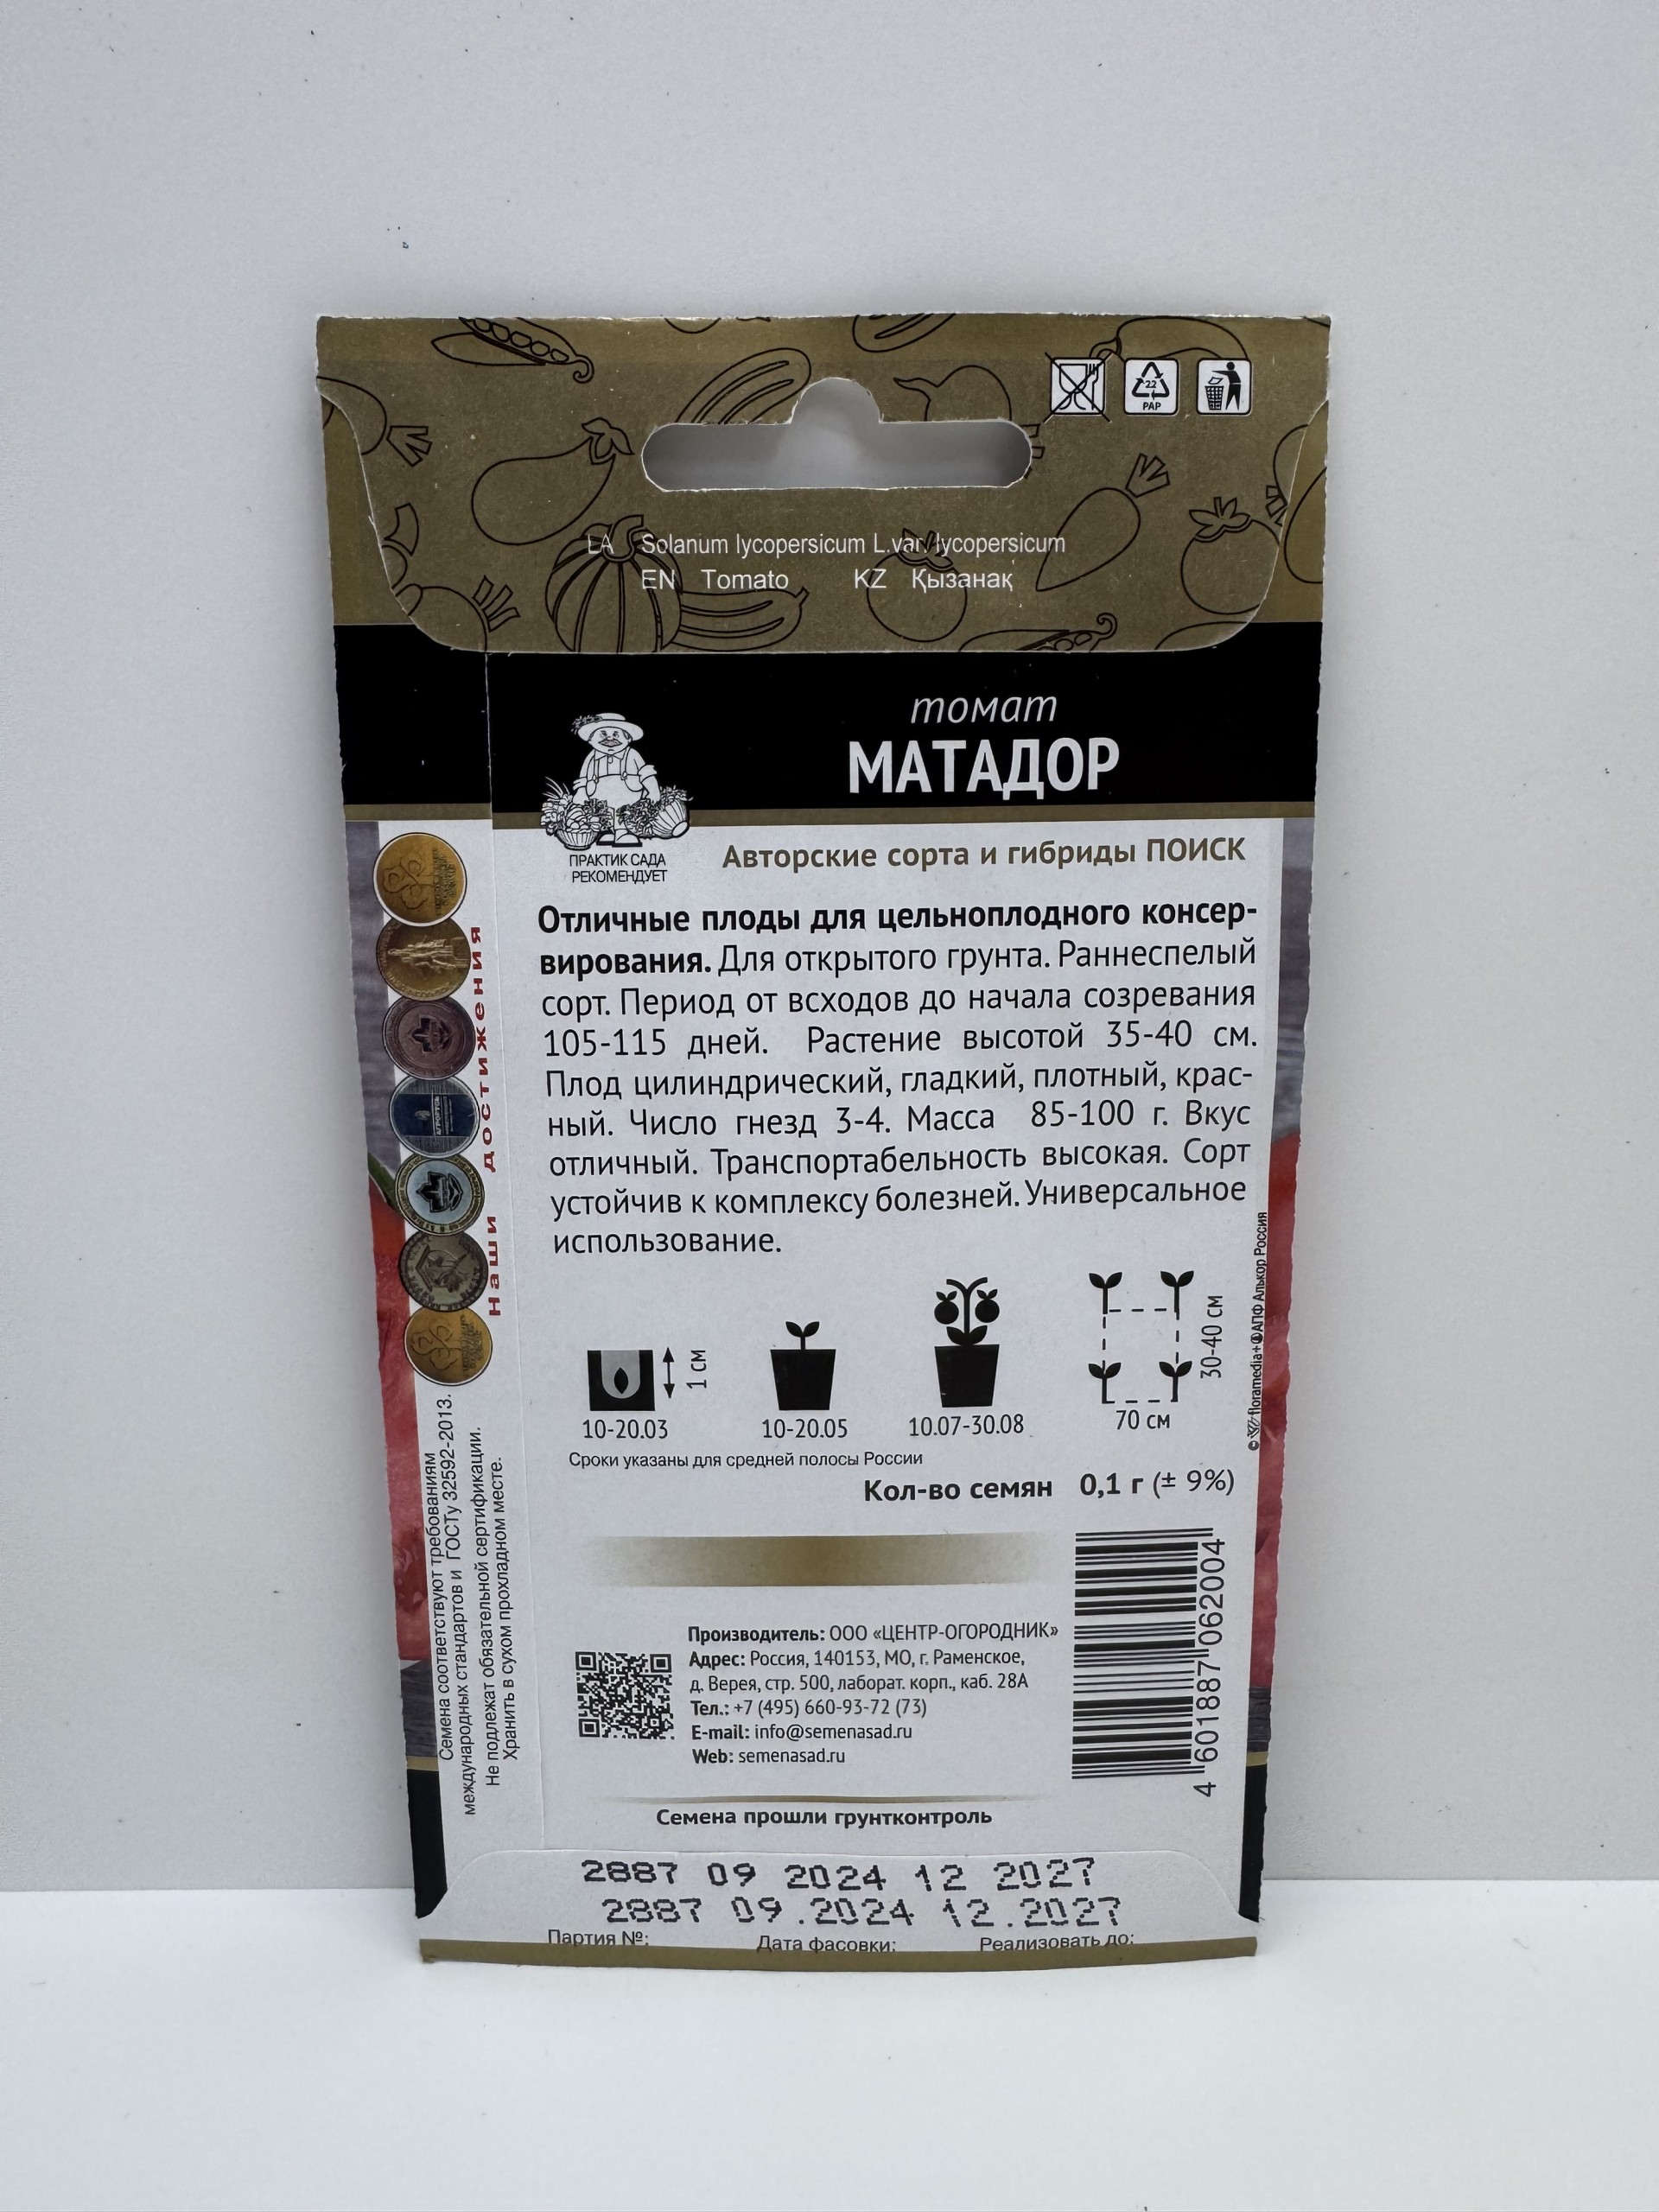 22
PAP
LA Solanum lycopersicum L.var. lycopersicum
EN Tomato KZ Қызанақ
томат
МАТАДОР
ПРАКТИК САДА
РЕКОМЕНДУЕТ
Авторские сорта и гибриды ПОИСК
Отличные плоды для цельноплодного консер-
вирования. Для открытого грунта. Раннеспелый
сорт. Период от всходов до начала созревания
105-115 дней. Растение высотой 35-40 см.
Плод цилиндрический, гладкий, плотный, крас-
ный. Число гнезд 3-4. Масса 85-100 г. Вкус
отличный. Транспортабельность высокая. Сорт
устойчив к комплексу болезней. Универсальное
использование.
1 см
10-20.03
10-20.05
10.07-30.08
30-40 см
70 см
Сроки указаны для средней полосы России
Кол-во семян 0,1 г (± 9%)
Производитель: ООО «ЦЕНТР-ОГОРОДНИК»
Адрес: Россия, 140153, МО, г. Раменское,
д. Верея, стр. 500, лаборат. корп., каб. 28А
Тел.: +7 (495) 660-93-72 (73)
E-mail: info@semenasad.ru
Web: semenasad.ru
4 601887 062004
Семена прошли грунтконтроль
2887 09 2024 12 2027
2887 09.2024 12.2027
Партия №: Дата фасовки: Реализовать до:
Наши достижения
Семена соответствуют требованиям
международных стандартов и ГОСТу 32592-2013.
Не подлежат обязательной сертификации.
Хранить в сухом прохладном месте.
© floramedia+©АПФ Алькор Россия